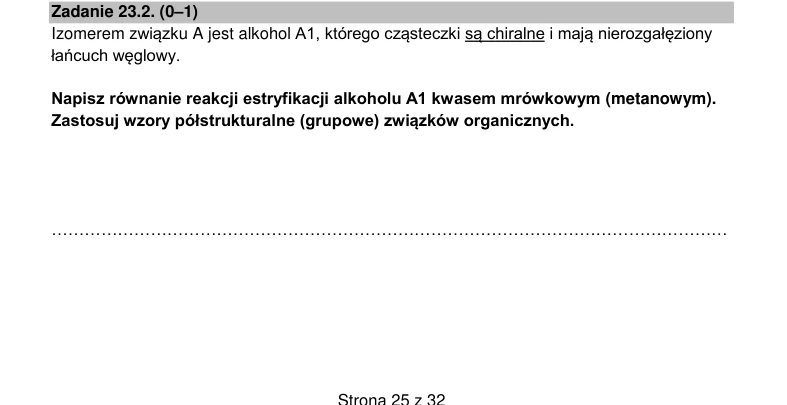 Zadanie 23.2. (0–1)
Izomerem związku A jest alkohol A1, którego cząsteczki są chiralne i mają nierozgałęziony
łańcuch węglowy.
Napisz równanie reakcji estryfikacji alkoholu A1 kwasem mrówkowym (metanowym).
Zastosuj wzory półstrukturalne (grupowe) związków organicznych.
Strona 25 z 32